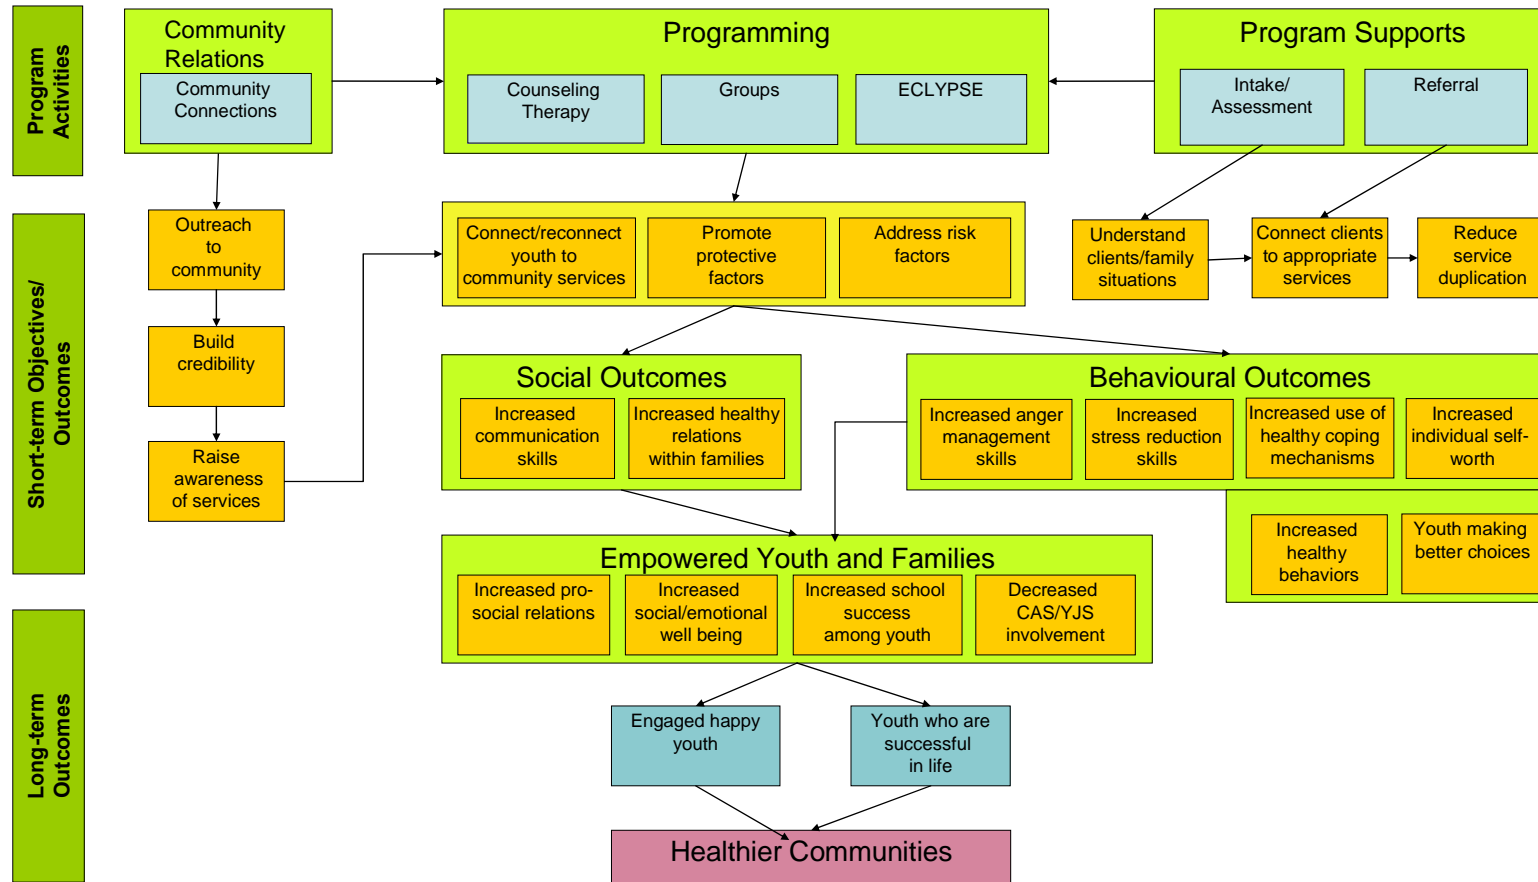 Program
Activities
Community
Relations
Community
Connections
Programming
Counseling
Therapy
Groups
ECLYPSE
Program Supports
Intake/
Assessment
Referral
Short-term Objectives/
Outcomes
Outreach
to
community
Build
credibility
Raise
awareness
of services
Connect/reconnect
youth to
community services
Promote
protective
factors
Address risk
factors
Understand
clients/family
situations
Connect clients
to appropriate
services
Reduce
service
duplication
Social Outcomes
Increased
communication
skills
Increased healthy
relations
within families
Behavioural Outcomes
Increased anger
management
skills
Increased
stress reduction
skills
Increased use of
healthy coping
mechanisms
Increased
individual self-
worth
Increased
healthy
behaviors
Youth making
better choices
Empowered Youth and Families
Increased pro-
social relations
Increased
social/emotional
well being
Increased school
success
among youth
Decreased
CAS/YJS
involvement
Long-term
Outcomes
Engaged happy
youth
Youth who are
successful
in life
Healthier Communities